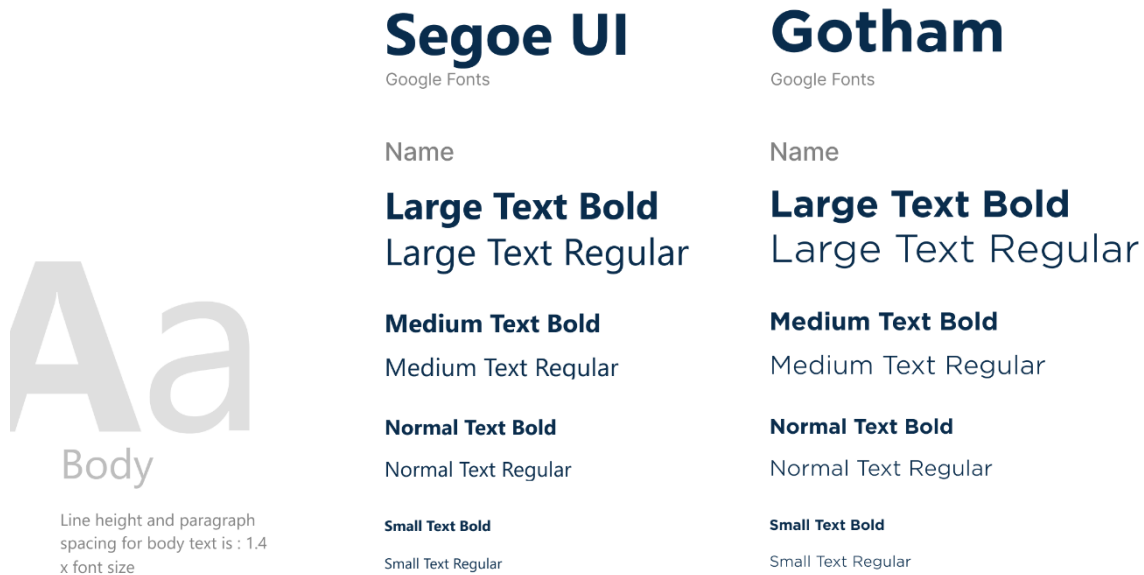 Aa
Body
Line height and paragraph
spacing for body text is : 1.4
x font size
Segoe UI
Google Fonts
Name
Large Text Bold
Large Text Regular
Medium Text Bold
Medium Text Regular
Normal Text Bold
Normal Text Regular
Small Text Bold
Small Text Regular
Gotham
Google Fonts
Name
Large Text Bold
Large Text Regular
Medium Text Bold
Medium Text Regular
Normal Text Bold
Normal Text Regular
Small Text Bold
Small Text Regular